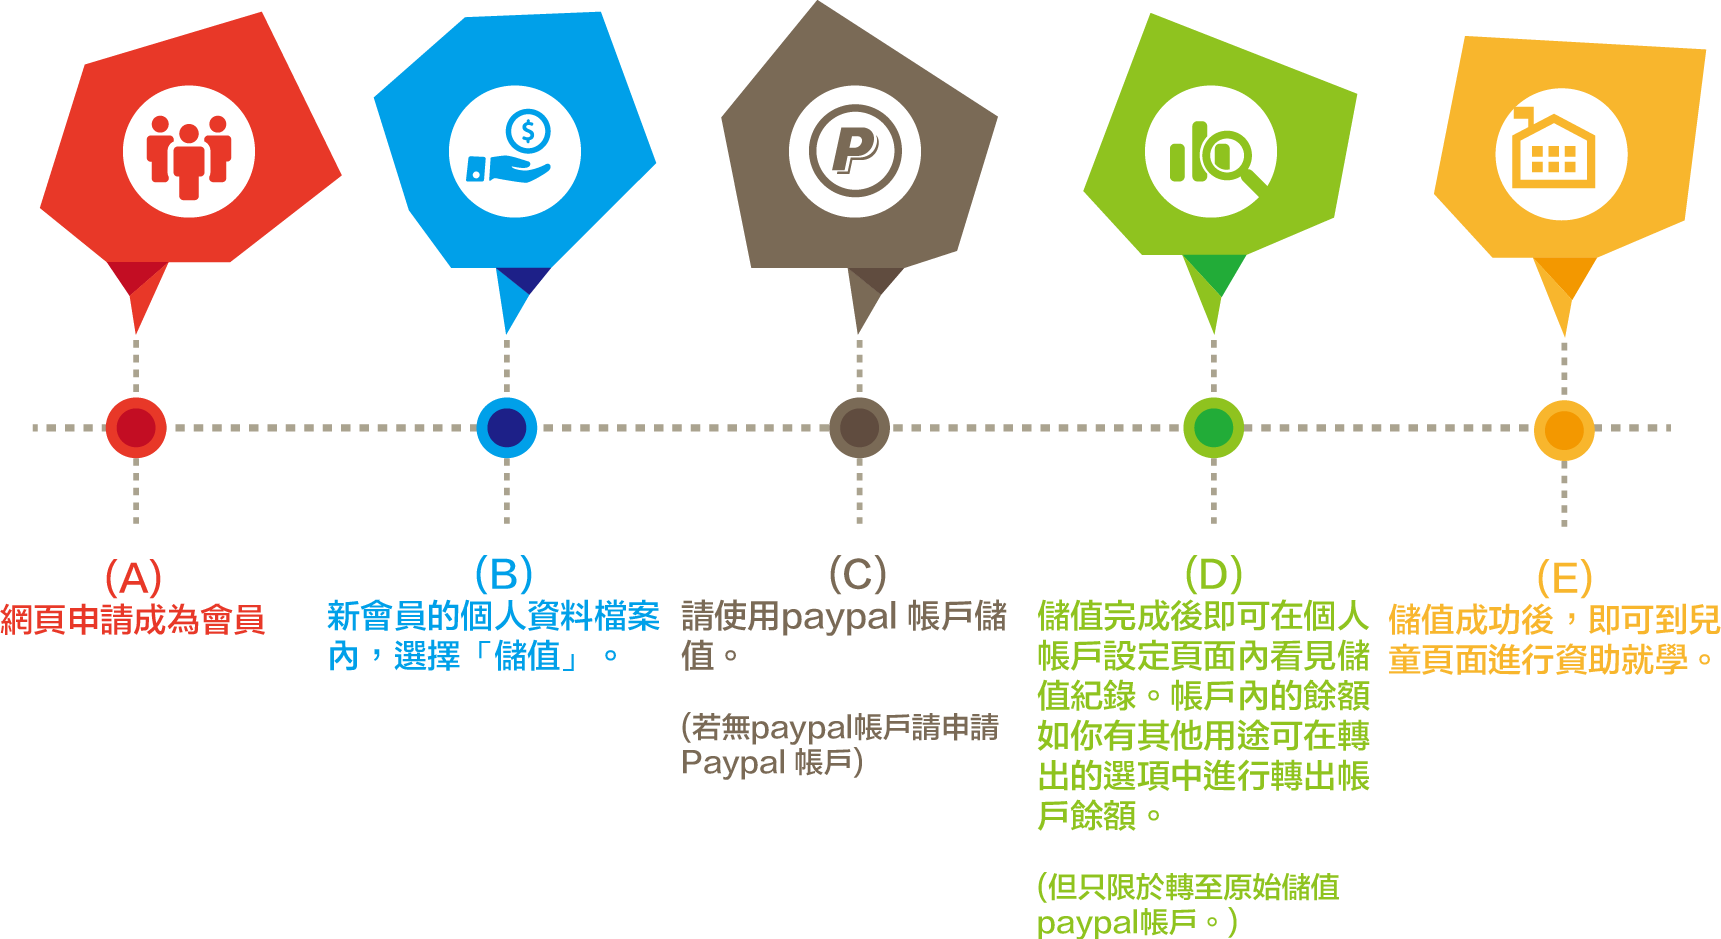 (A)
網頁申請成為會員
(B)
新會員的個人資料檔案
內，選擇「儲值」。
(C)
請使用paypal 帳戶儲
值。
(若無paypal帳戶請申請
Paypal 帳戶)
(D)
儲值完成後即可在個人
帳戶設定頁面內看見儲
值紀錄。帳戶內的餘額
如你有其他用途可在轉
出的選項中進行轉出帳
戶餘額。
(但只限於轉至原始儲值
paypal帳戶。)
(E)
儲值成功後，即可到兒
童頁面進行資助就學。